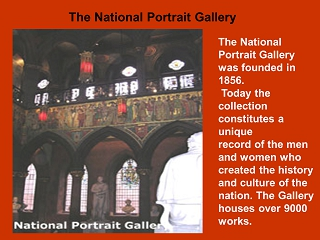 The National Portrait Gallery
The National
Portrait Gallery
was founded in
1856.
Today the
collection
constitutes a
unique
record of the men
and women who
created the history
and culture of the
nation. The Gallery
houses over 9000
works.
National Portrait Galler